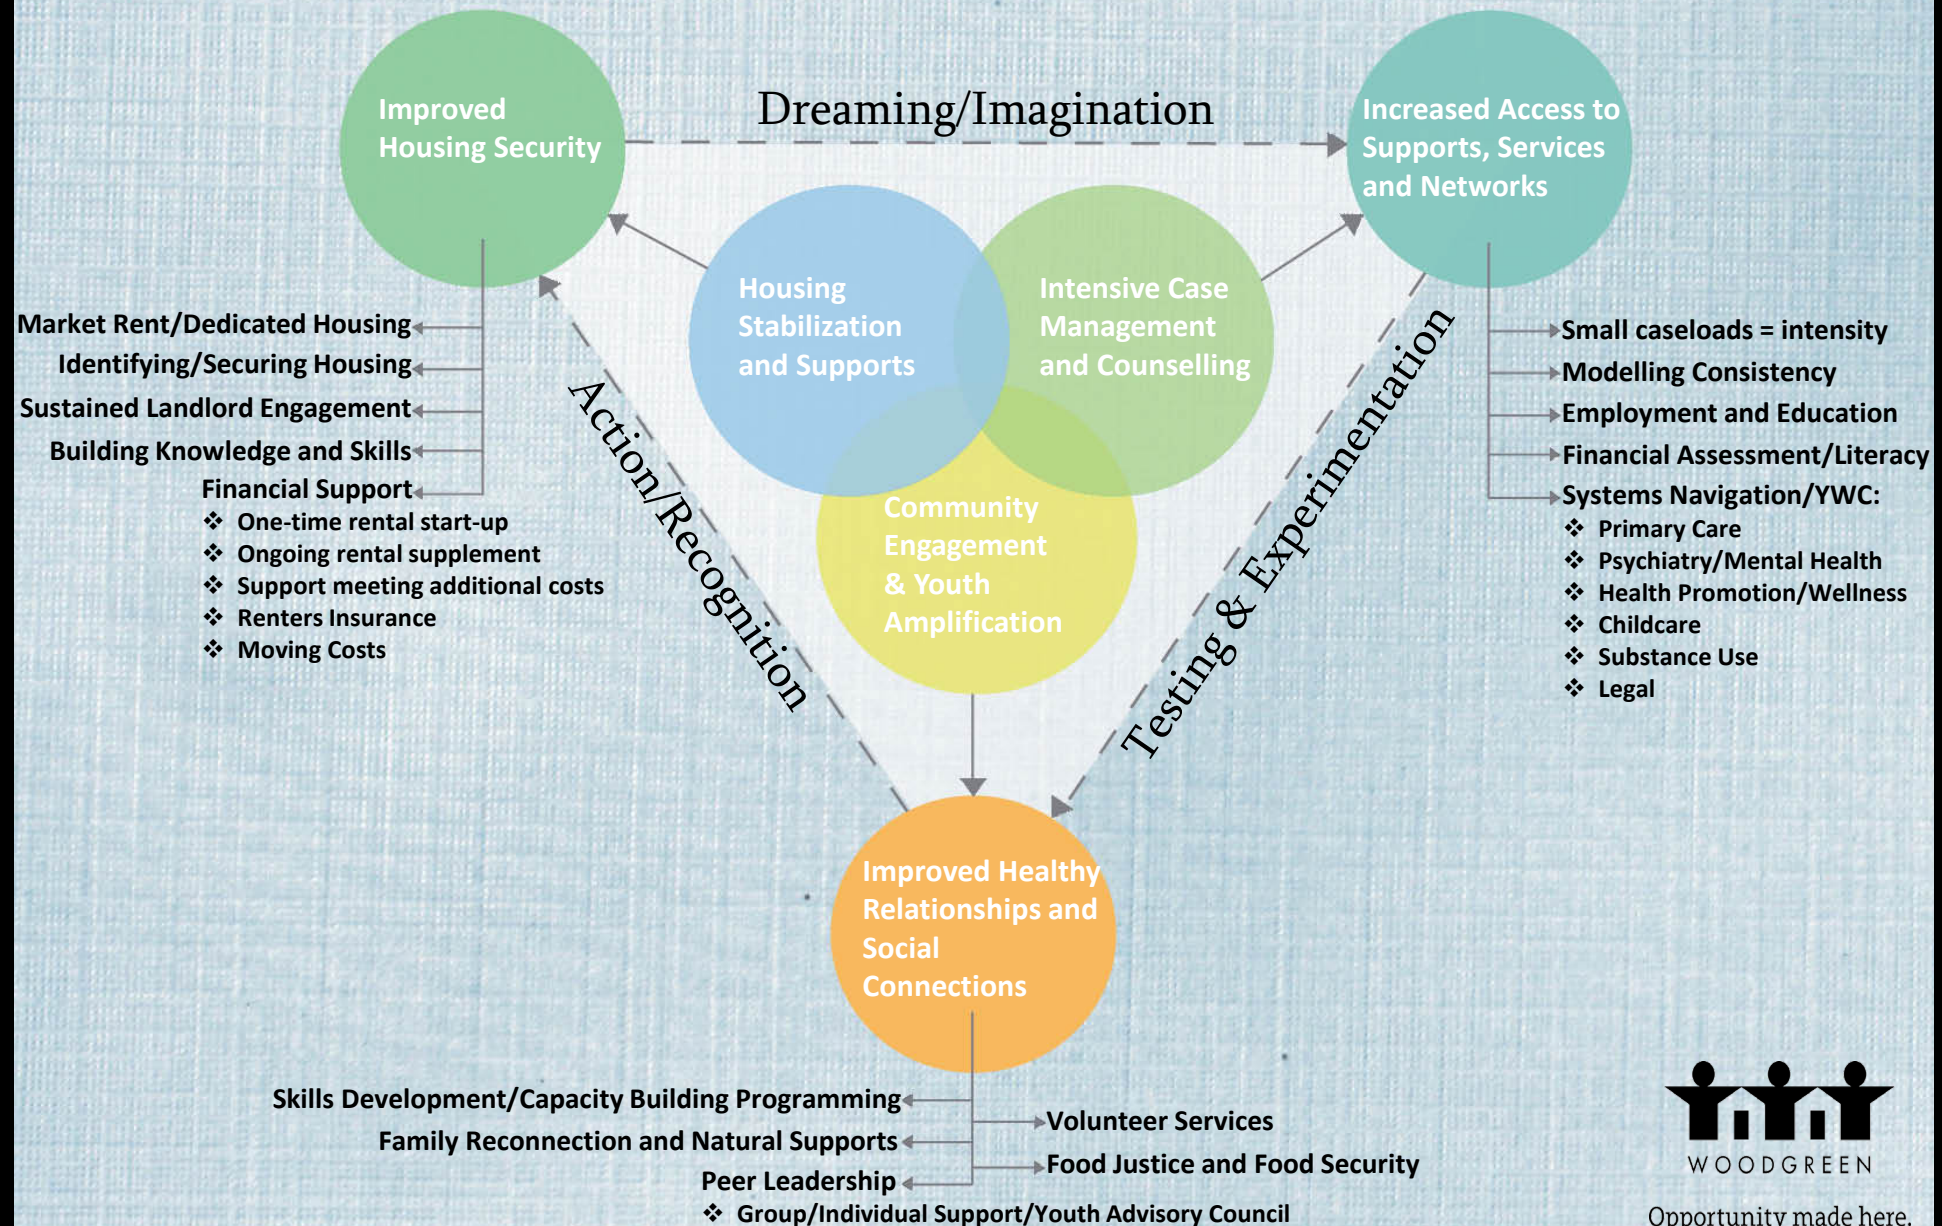 Improved
Housing Security
Dreaming/Imagination
Increased Access to
Supports, Services
and Networks
Housing
Stabilization
and Supports
Intensive Case
Management
and Counselling
Community
Engagement
& Youth
Amplification
Action/Recognition
Testing & Experimentation
Market Rent/Dedicated Housing
Identifying/Securing Housing
Sustained Landlord Engagement
Building Knowledge and Skills
Financial Support
❖ One-time rental start-up
❖ Ongoing rental supplement
❖ Support meeting additional costs
❖ Renters Insurance
❖ Moving Costs
Small caseloads = intensity
Modelling Consistency
Employment and Education
Financial Assessment/Literacy
Systems Navigation/YWC:
❖ Primary Care
❖ Psychiatry/Mental Health
❖ Health Promotion/Wellness
❖ Childcare
❖ Substance Use
❖ Legal
Improved Healthy
Relationships and
Social
Connections
Skills Development/Capacity Building Programming
Family Reconnection and Natural Supports
Peer Leadership
❖ Group/Individual Support/Youth Advisory Council
Volunteer Services
Food Justice and Food Security
WOODGREEN
Opportunity made here.